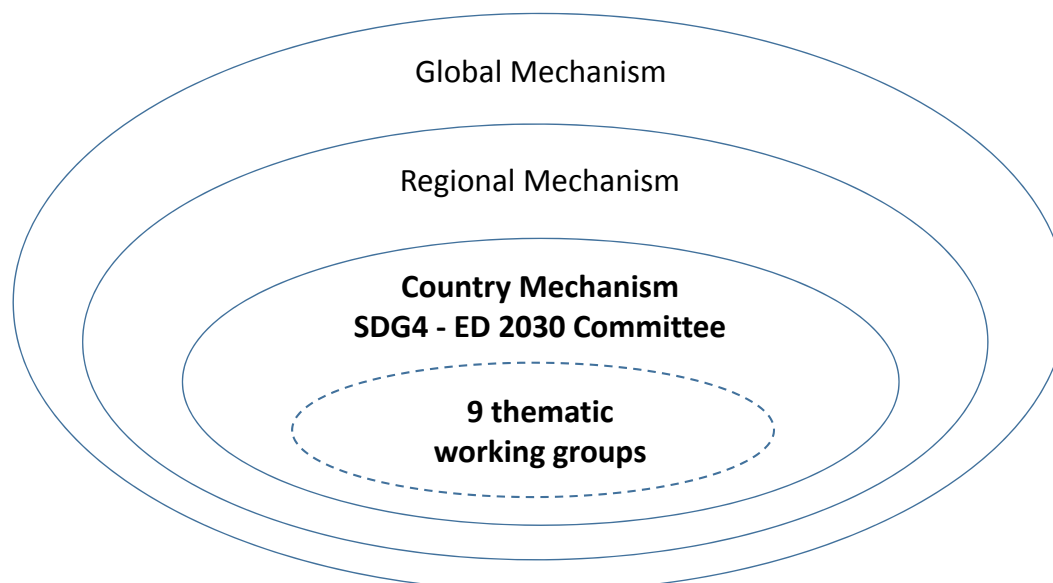 Global Mechanism
Regional Mechanism
Country Mechanism
SDG4 - ED 2030 Committee
9 thematic
working groups